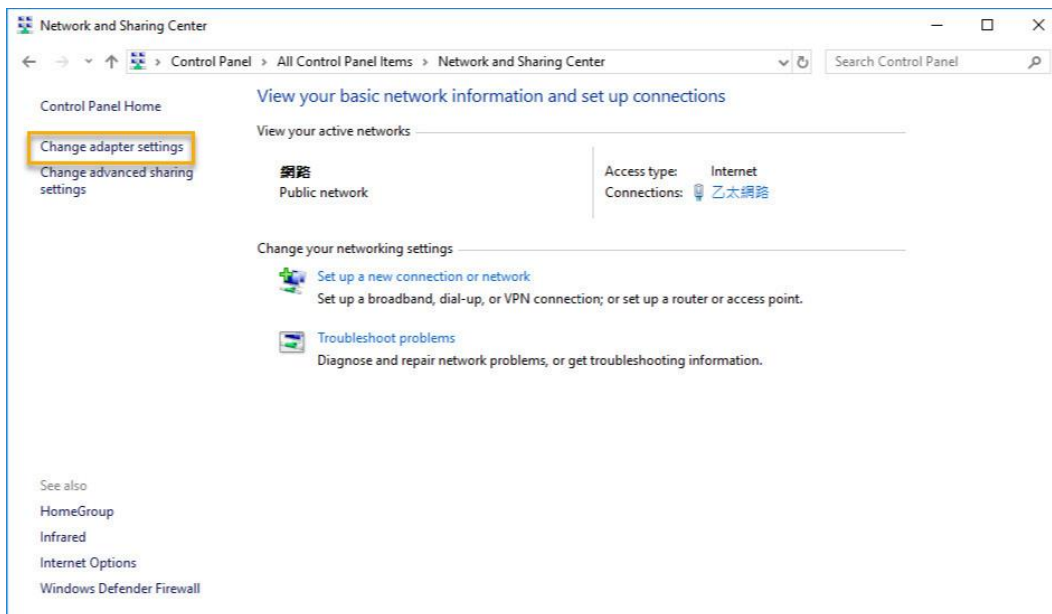 Network and Sharing Center
Control Panel > All Control Panel Items > Network and Sharing Center
Search Control Panel
Control Panel Home
Change adapter settings
Change advanced sharing
settings
View your basic network information and set up connections
View your active networks
網路
Public network
Access type: Internet
Connections: 乙太網路
Change your networking settings
Set up a new connection or network
Set up a broadband, dial-up, or VPN connection; or set up a router or access point.
Troubleshoot problems
Diagnose and repair network problems, or get troubleshooting information.
See also
HomeGroup
Infrared
Internet Options
Windows Defender Firewall